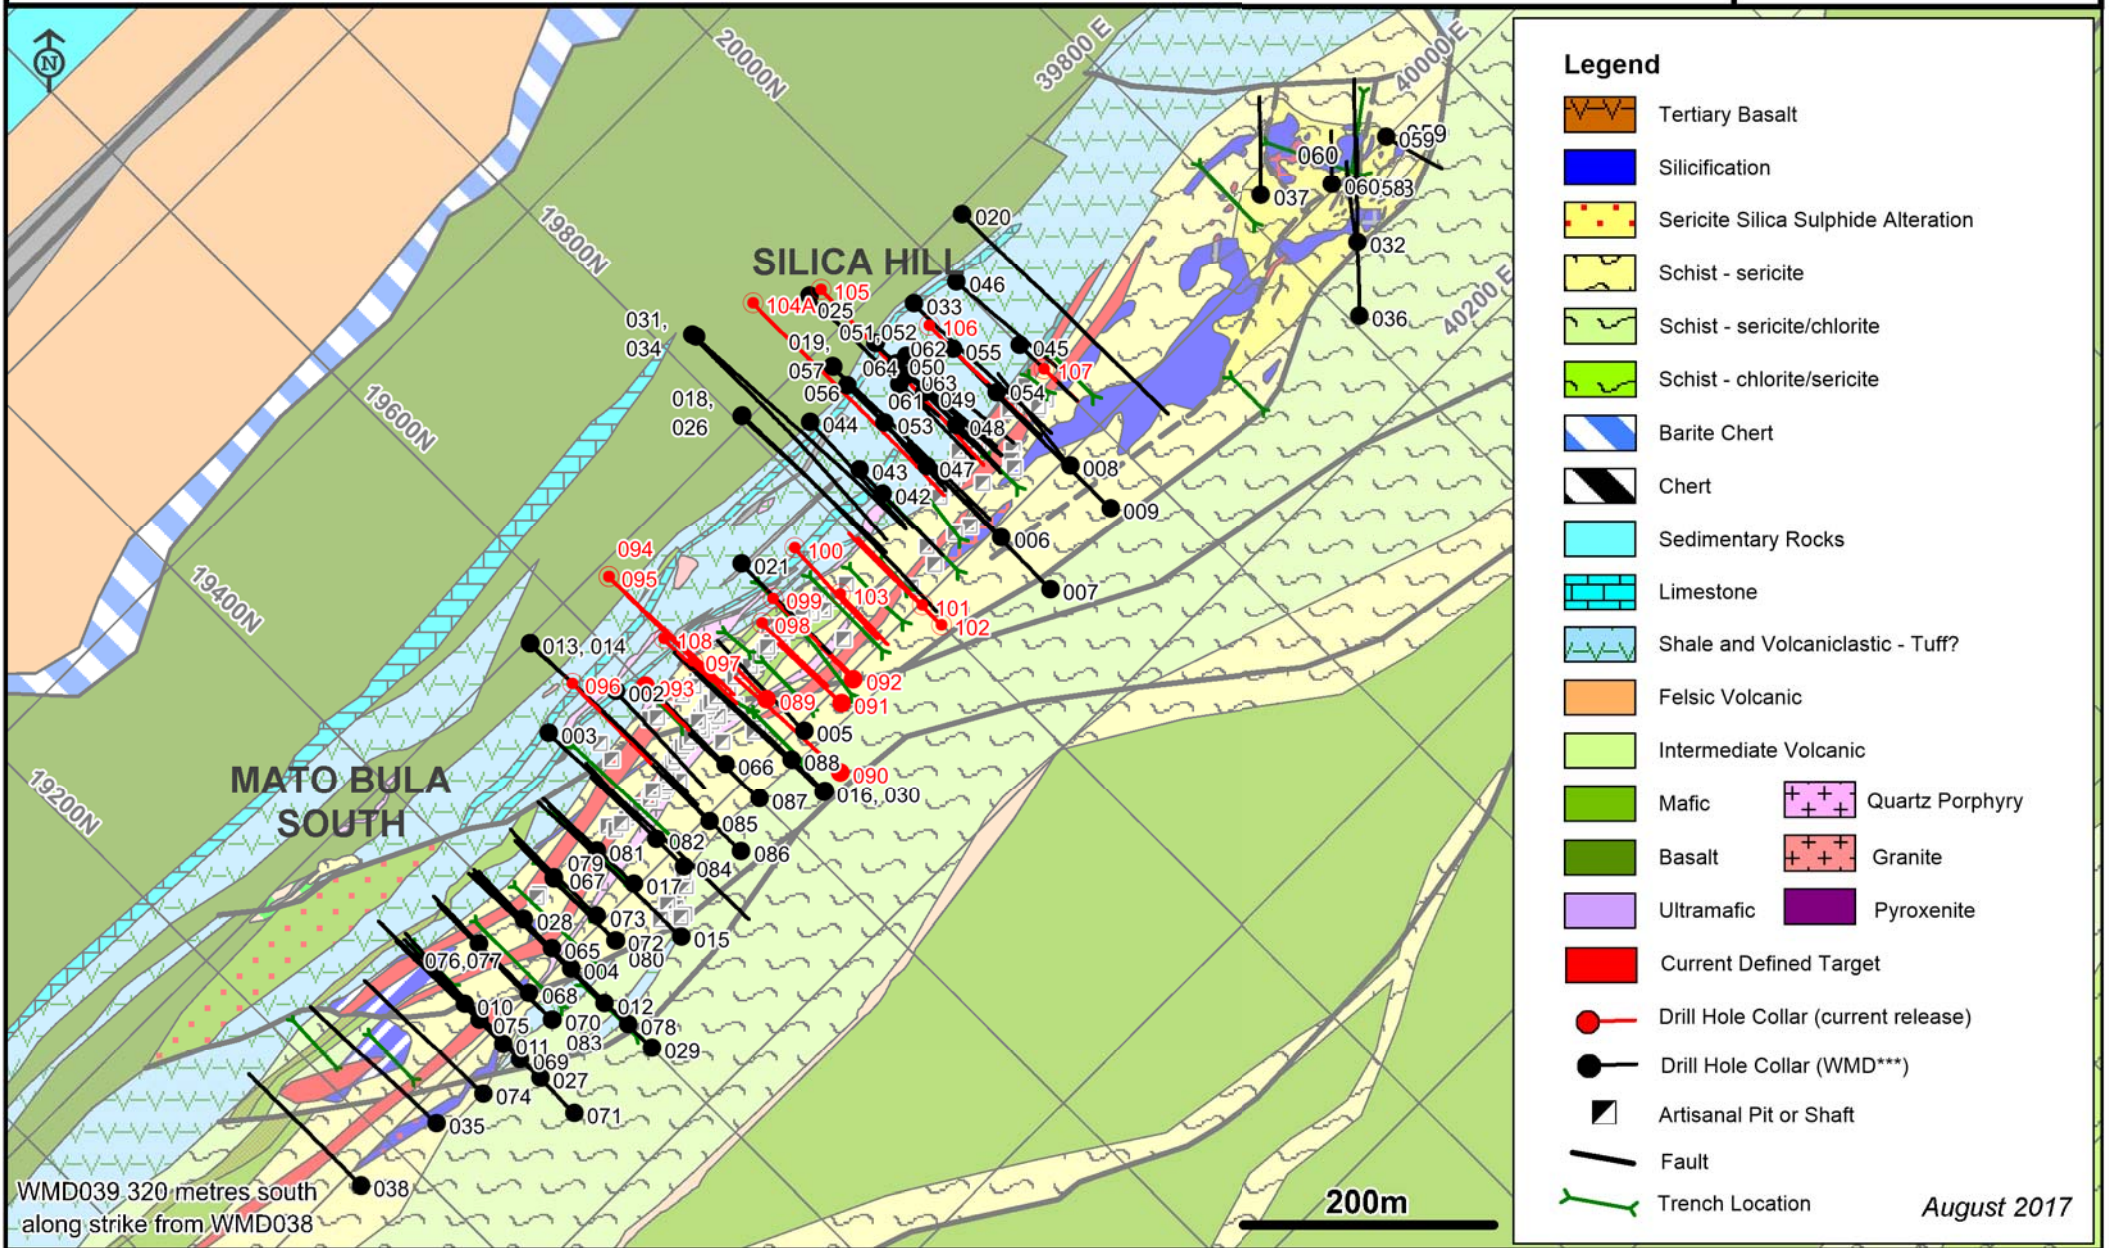 N
20000N
39800 E
40000 E
19800N
40200 E
19600N
19400N
19200N
SILICA HILL
MATO BULA
SOUTH
059
060
037
06058
032
036
020
046
033
045
104A
105
025
106
107
051,
052
055
062
019,
057
064
050
063
054
056
061
049
031,
034
053
048
018,
026
044
043
047
042
008
009
006
007
094
095
021
100
099
103
101
098
102
013, 014
108
097
092
096
002
093
089
091
005
003
088
090
066
087
016, 030
085
086
082
081
084
079
067
017
073
028
072
080
015
065
004
076,077
068
012
010
070
078
075
083
029
011
069
027
074
071
035
038
WMD039 320 metres south
along strike from WMD038
200m
Legend
Tertiary Basalt
Silicification
Sericite Silica Sulphide Alteration
Schist - sericite
Schist - sericite/chlorite
Schist - chlorite/sericite
Barite Chert
Chert
Sedimentary Rocks
Limestone
Shale and Volcaniclastic - Tuff?
Felsic Volcanic
Intermediate Volcanic
Mafic
Quartz Porphyry
Basalt
Granite
Ultramafic
Pyroxenite
Current Defined Target
Drill Hole Collar (current release)
Drill Hole Collar (WMD***)
Artisanal Pit or Shaft
Fault
Trench Location
August 2017